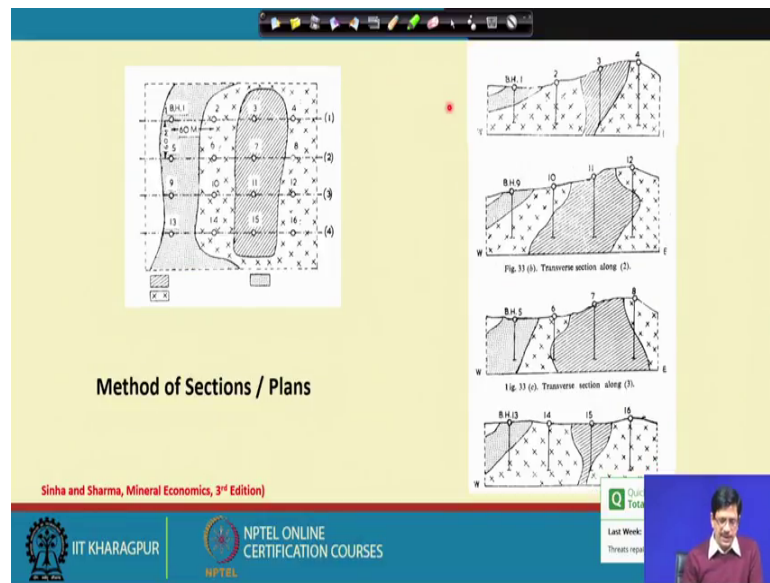 1 B.H.1 2 3 4 (1)
60 M
5 6 7 8 (2)
9 10 11 12 (3)
13 14 15 16 (4)
Method of Sections / Plans
Sinha and Sharma, Mineral Economics, 3rd Edition)
B.H.1 2 3 4
B.H.9 10 11 12
W E
Fig. 33 (b). Transverse section along (2).
B.H.5 6 7 8
W E
Fig. 33 (c). Transverse section along (3).
B.H.13 14 15 16
W
Last Week:
IIT KHARAGPUR
NPTEL
NPTEL ONLINE
CERTIFICATION COURSES